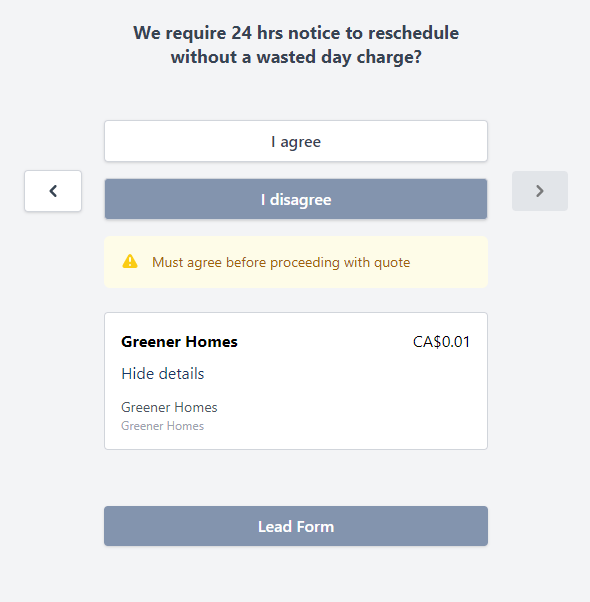 We require 24 hrs notice to reschedule
without a wasted day charge?
I agree
I disagree
Must agree before proceeding with quote
Greener Homes CA$0.01
Hide details
Greener Homes
Greener Homes
Lead Form